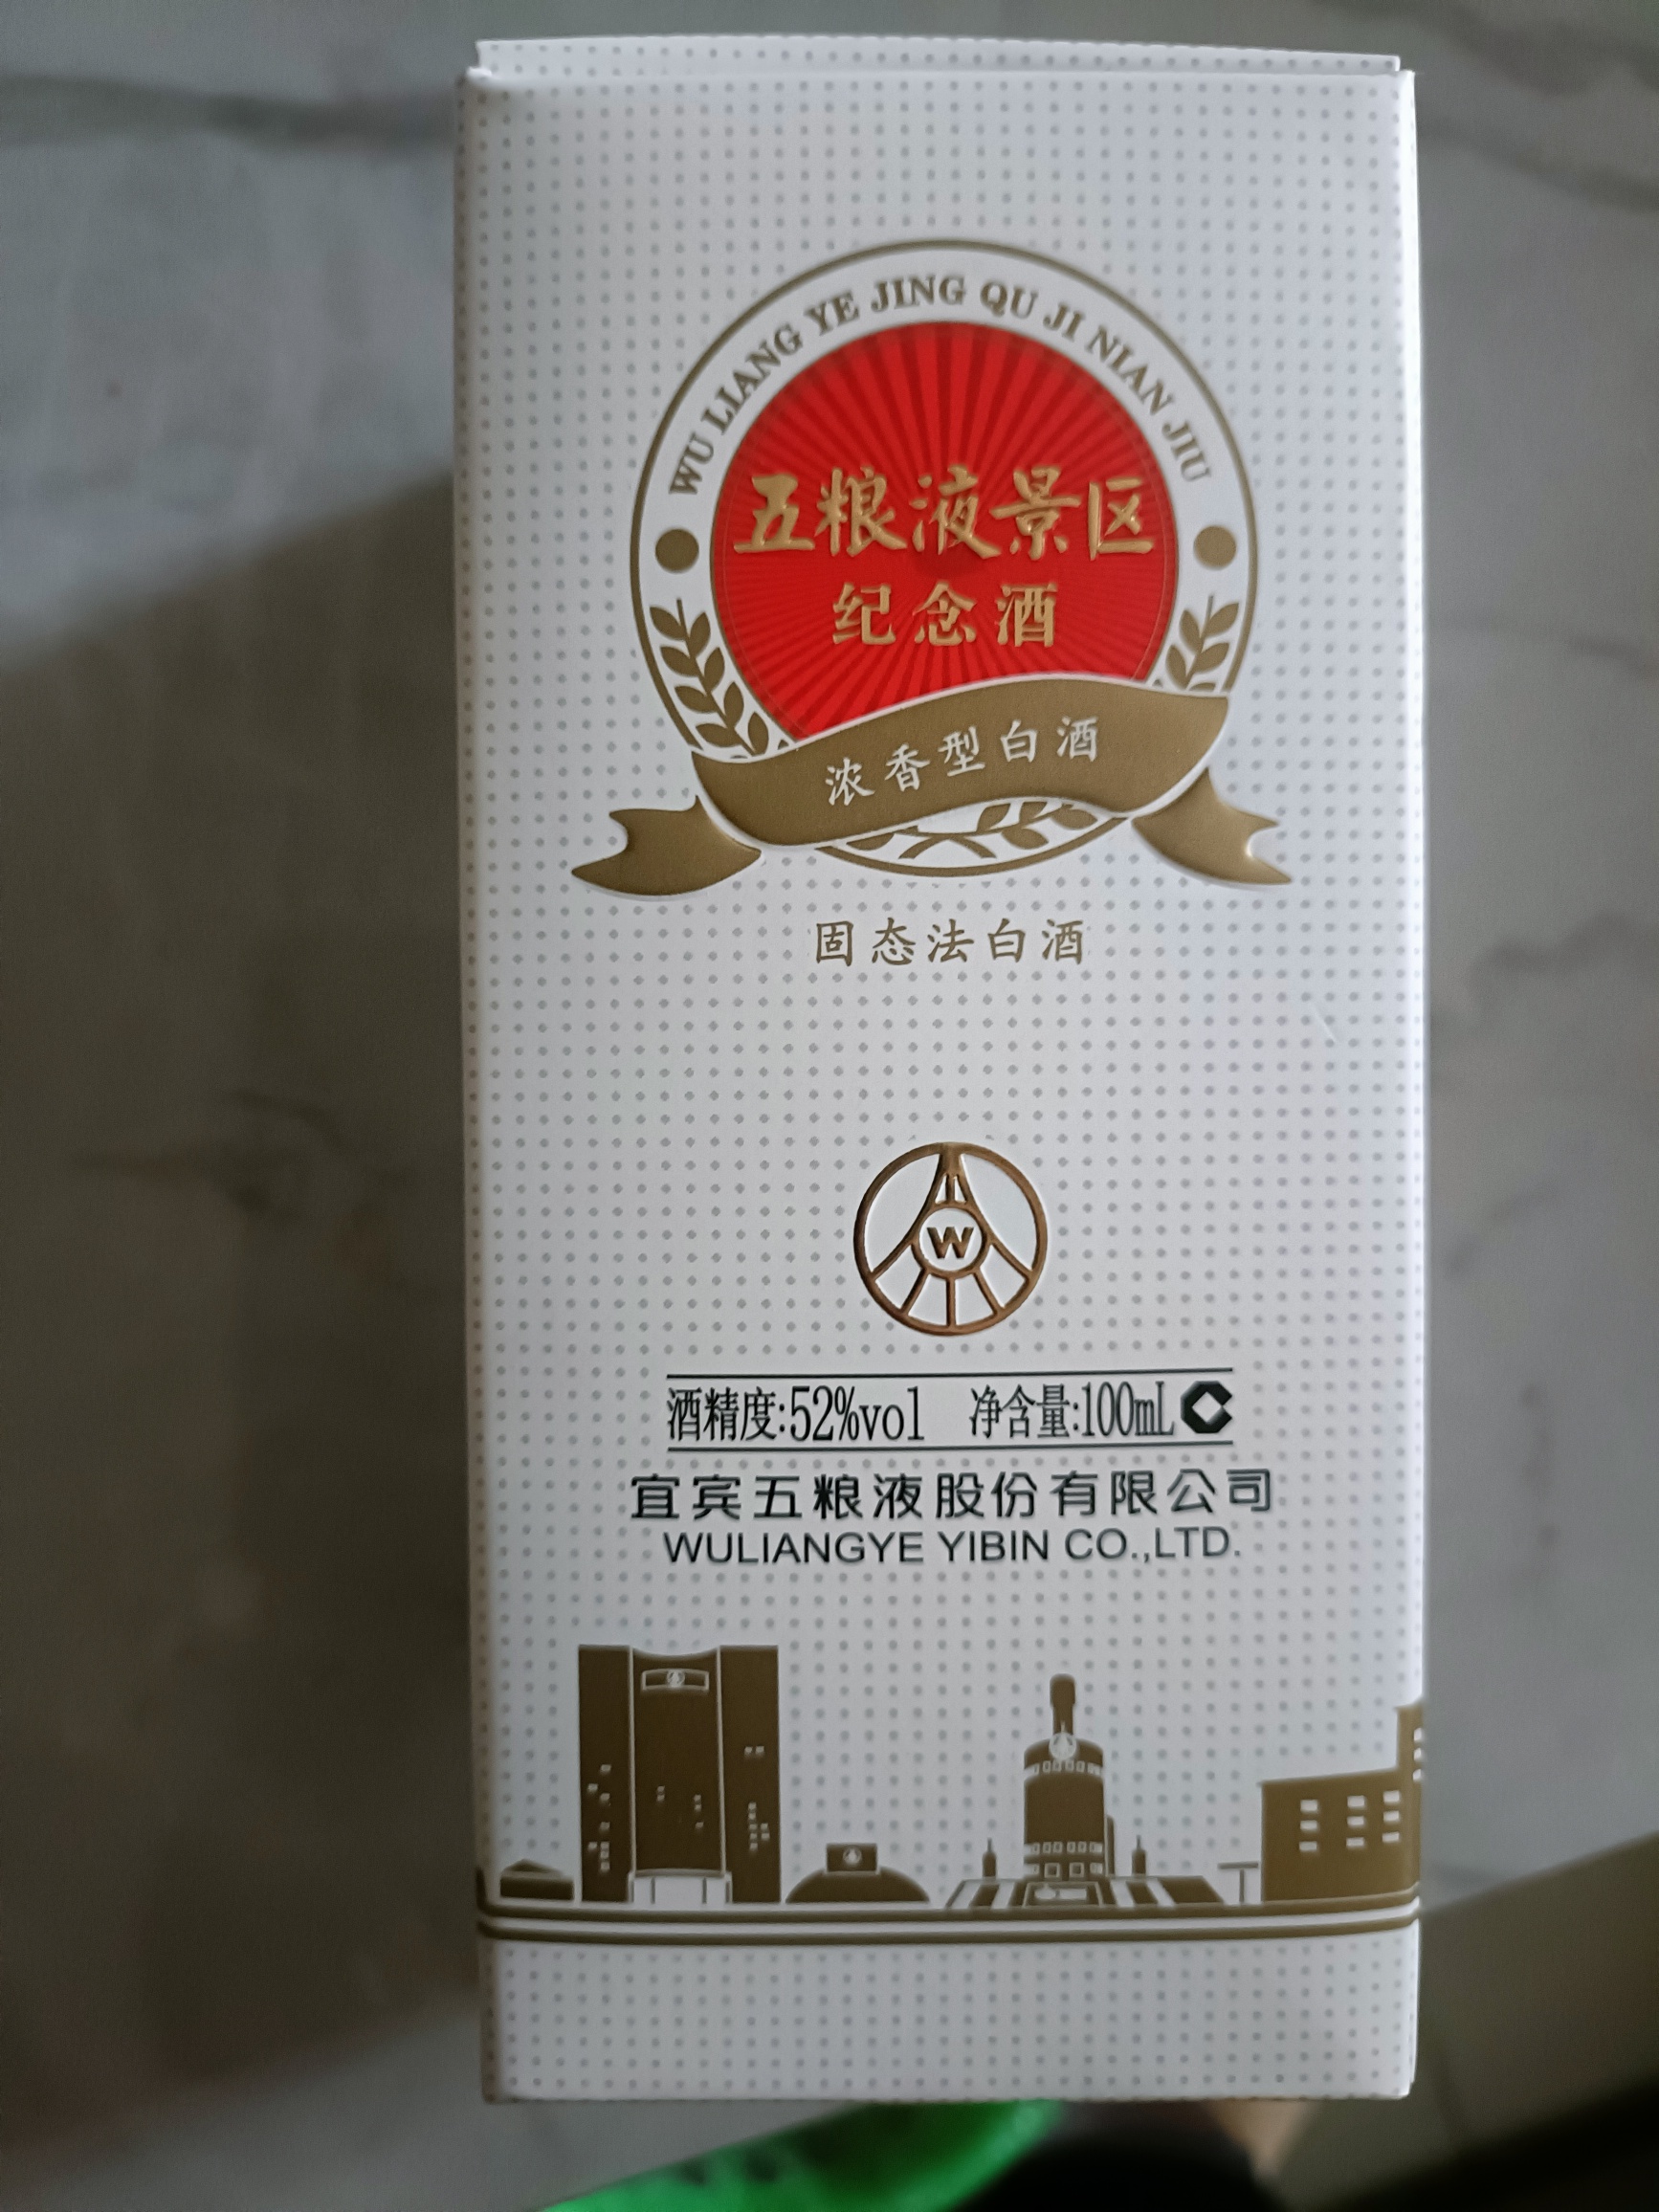 WU LIANG YE JING QU JI NIAN JIU
五粮液景区
纪念酒
浓香型白酒
固态法白酒
W
酒精度:52%vol 净含量:100mL
宜宾五粮液股份有限公司
WULIANGYE YIBIN CO.,LTD.